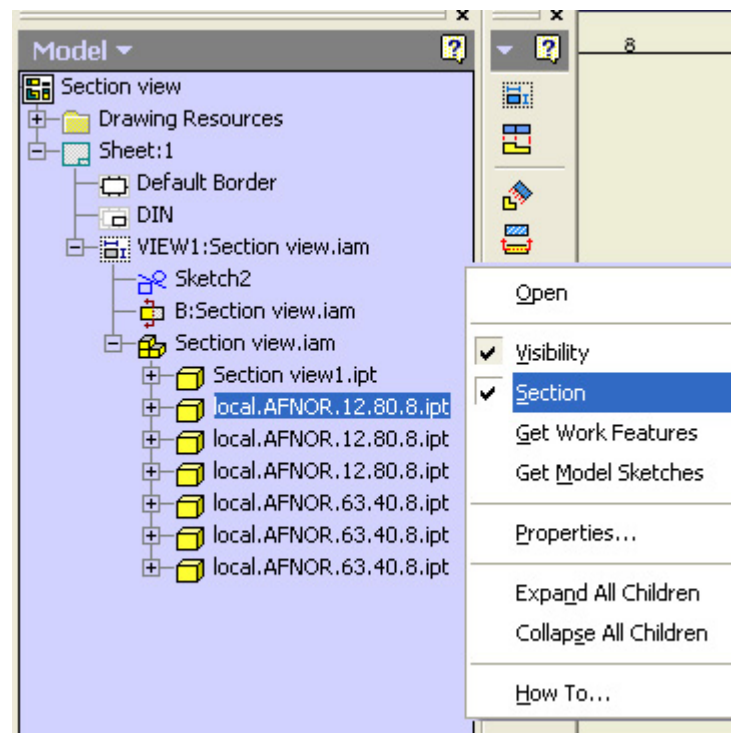 Model
8
Section view
Drawing Resources
Sheet:1
Default Border
DIN
VIEW1:Section view.iam
Sketch2
B:Section view.iam
Section view.iam
Section view1.ipt
local.AFNOR.12.80.8.ipt
local.AFNOR.12.80.8.ipt
local.AFNOR.12.80.8.ipt
local.AFNOR.63.40.8.ipt
local.AFNOR.63.40.8.ipt
local.AFNOR.63.40.8.ipt
Open
Visibility
Section
Get Work Features
Get Model Sketches
Properties...
Expand All Children
Collapse All Children
How To...